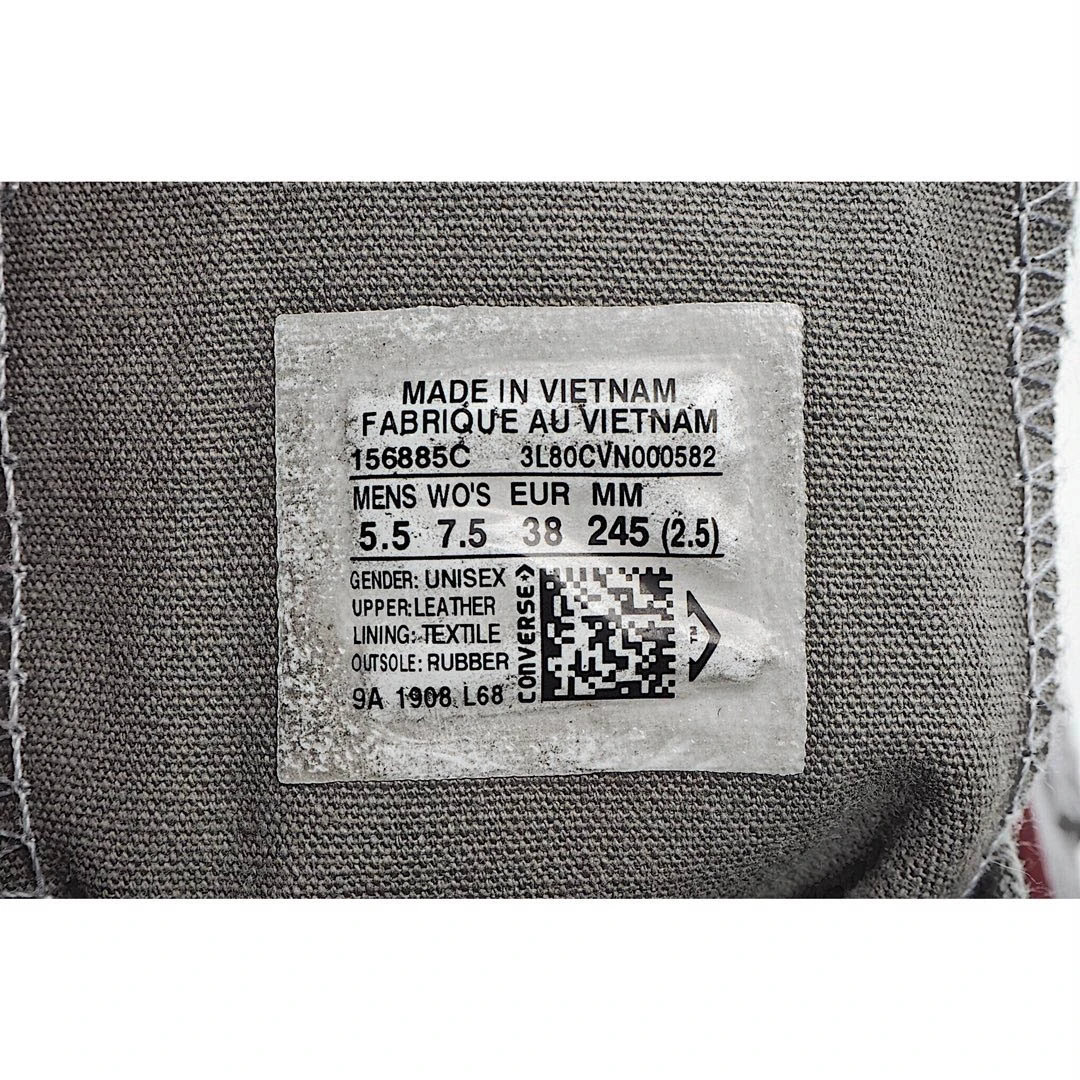 MADE IN VIETNAM
FABRIQUE AU VIETNAM
156885C 3L80CVN000582
MENS WO'S EUR MM
5.5 7.5 38 245 (2.5)
GENDER: UNISEX
UPPER: LEATHER
LINING: TEXTILE
OUTSOLE: RUBBER
9A 1908 L68
CONVERSE
TM